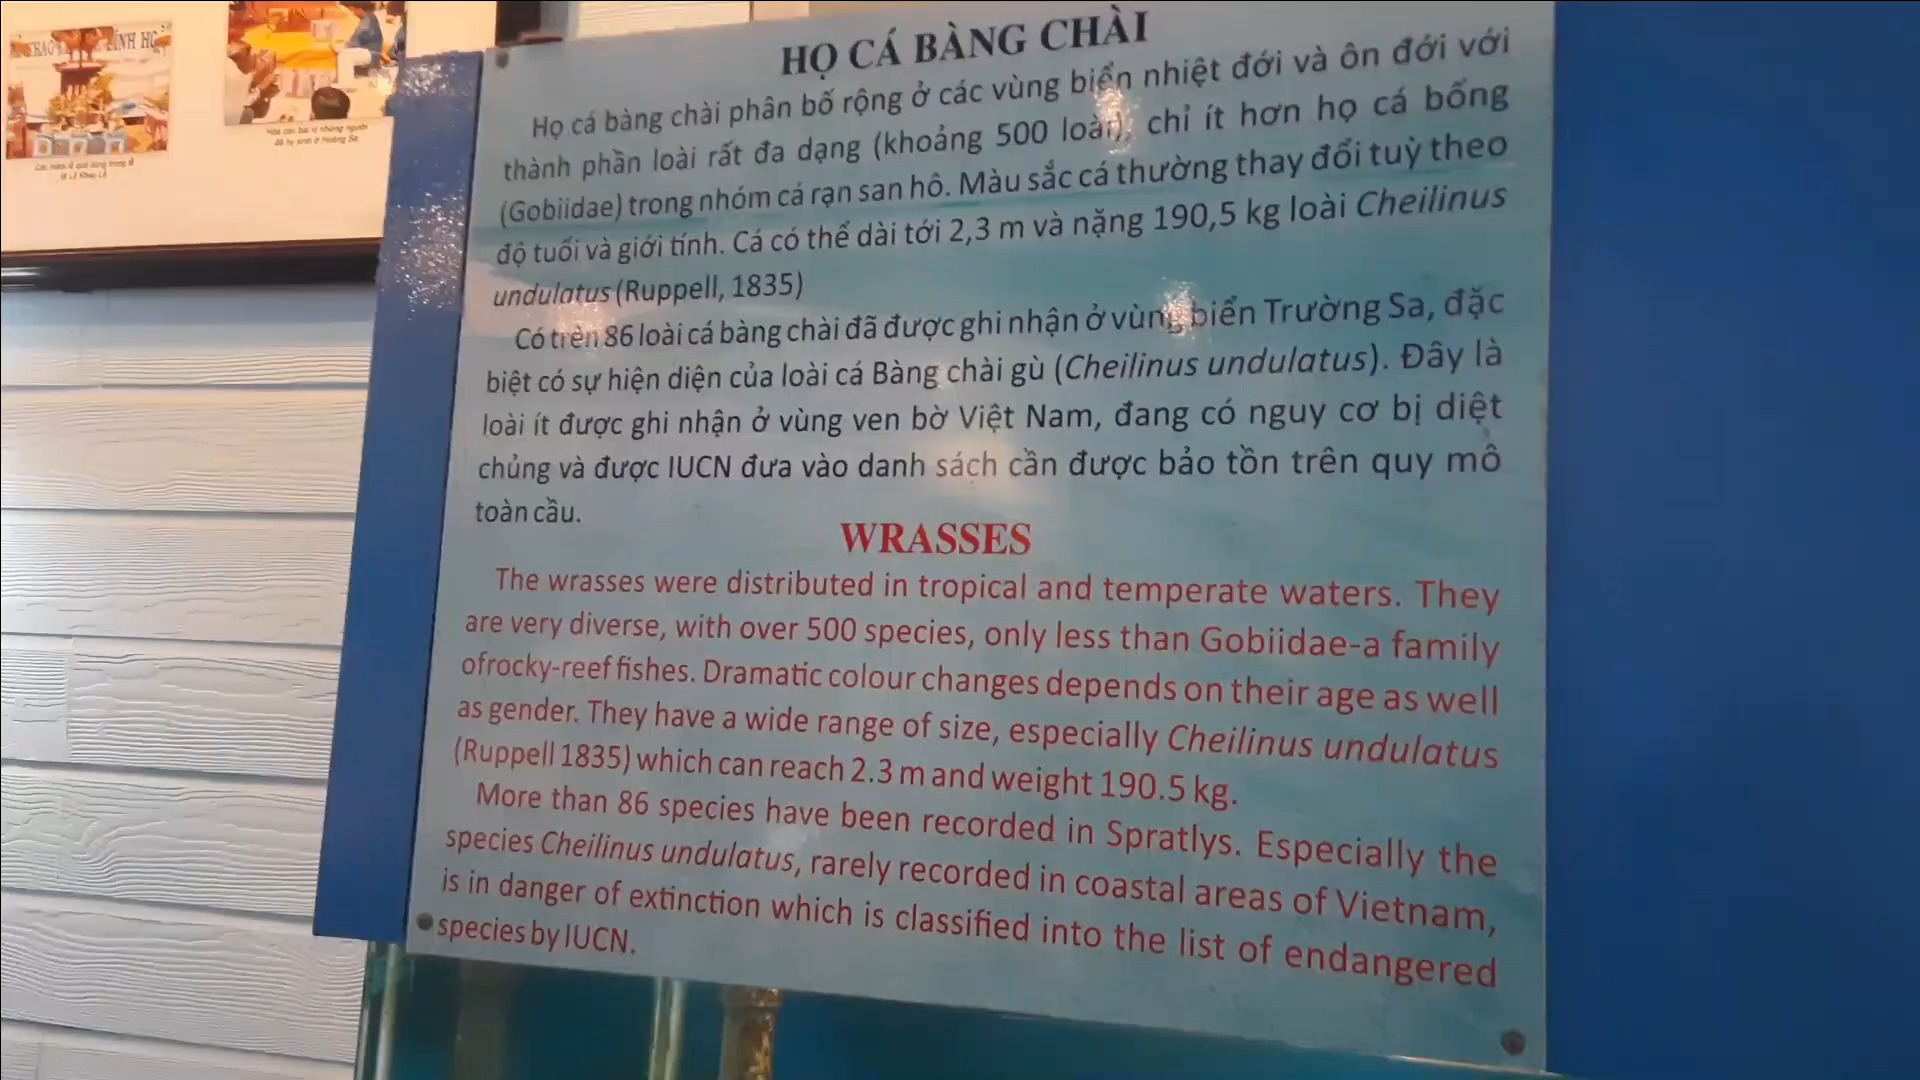 Hòa các bài vị những người
đã hy sinh ở Hoàng Sa
HỌ CÁ BÀNG CHÀI
Họ cá bàng chài phân bố rộng ở các vùng biển nhiệt đới và ôn đới với
thành phần loài rất đa dạng (khoảng 500 loài), chỉ ít hơn họ cá bống
(Gobiidae) trong nhóm cá rạn san hô. Màu sắc cá thường thay đổi tuỳ theo
độ tuổi và giới tính. Cá có thể dài tới 2,3 m và nặng 190,5 kg loài Cheilinus
undulatus (Ruppell, 1835)
Có trên 86 loài cá bàng chài đã được ghi nhận ở vùng biển Trường Sa, đặc
biệt có sự hiện diện của loài cá Bàng chài gù (Cheilinus undulatus). Đây là
loài ít được ghi nhận ở vùng ven bờ Việt Nam, đang có nguy cơ bị diệt
chủng và được IUCN đưa vào danh sách cần được bảo tồn trên quy mô
toàn cầu.
WRASSES
The wrasses were distributed in tropical and temperate waters. They
are very diverse, with over 500 species, only less than Gobiidae-a family
ofrocky-reef fishes. Dramatic colour changes depends on their age as well
as gender. They have a wide range of size, especially Cheilinus undulatus
(Ruppell 1835) which can reach 2.3 m and weight 190.5 kg.
More than 86 species have been recorded in Spratlys. Especially the
species Cheilinus undulatus, rarely recorded in coastal areas of Vietnam,
is in danger of extinction which is classified into the list of endangered
species by IUCN.